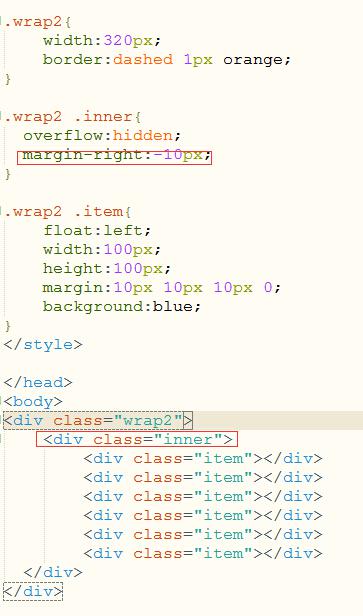 .wrap2{
width:320px;
border:dashed 1px orange;
}
.wrap2 .inner{
overflow:hidden;
margin-right:-10px;
}
.wrap2 .item{
float:left;
width:100px;
height:100px;
margin:10px 10px 10px 0;
background:blue;
}
</style>
</head>
<body>
<div class="wrap2">
<div class="inner">
<div class="item"></div>
<div class="item"></div>
<div class="item"></div>
<div class="item"></div>
<div class="item"></div>
<div class="item"></div>
</div>
</div>